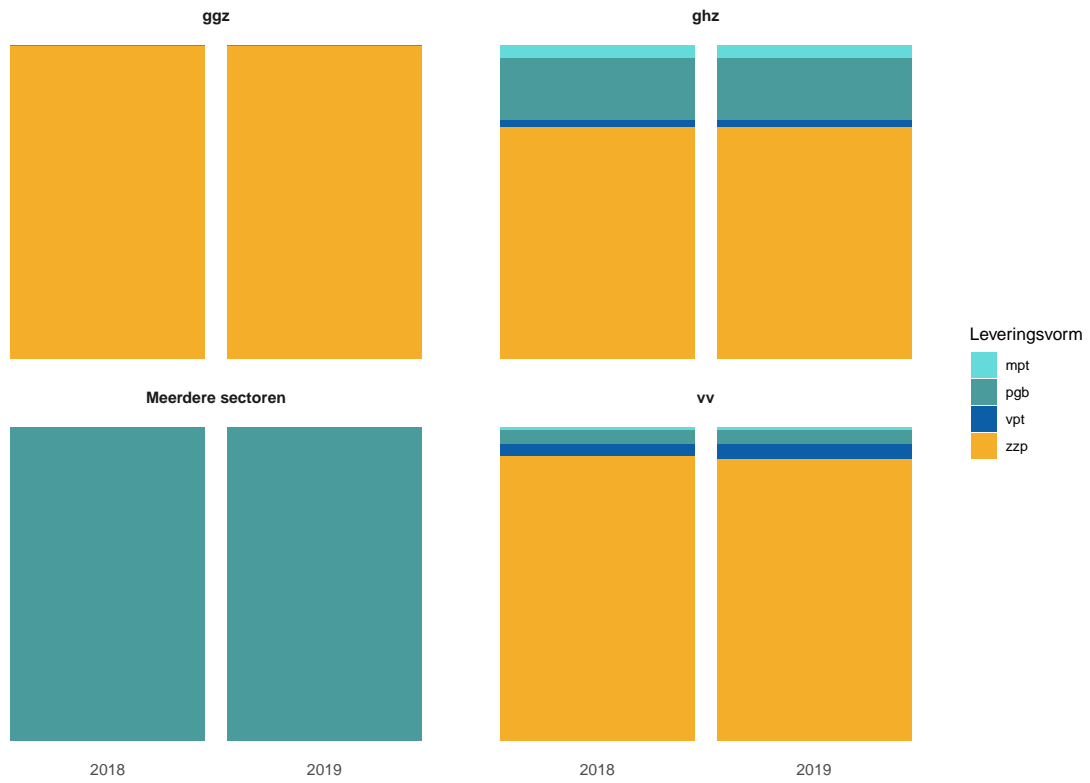 ggz
ghz
Meerdere sectoren
vv
2018
2019
2018
2019
Leveringsvorm
mpt
pgb
vpt
zzp